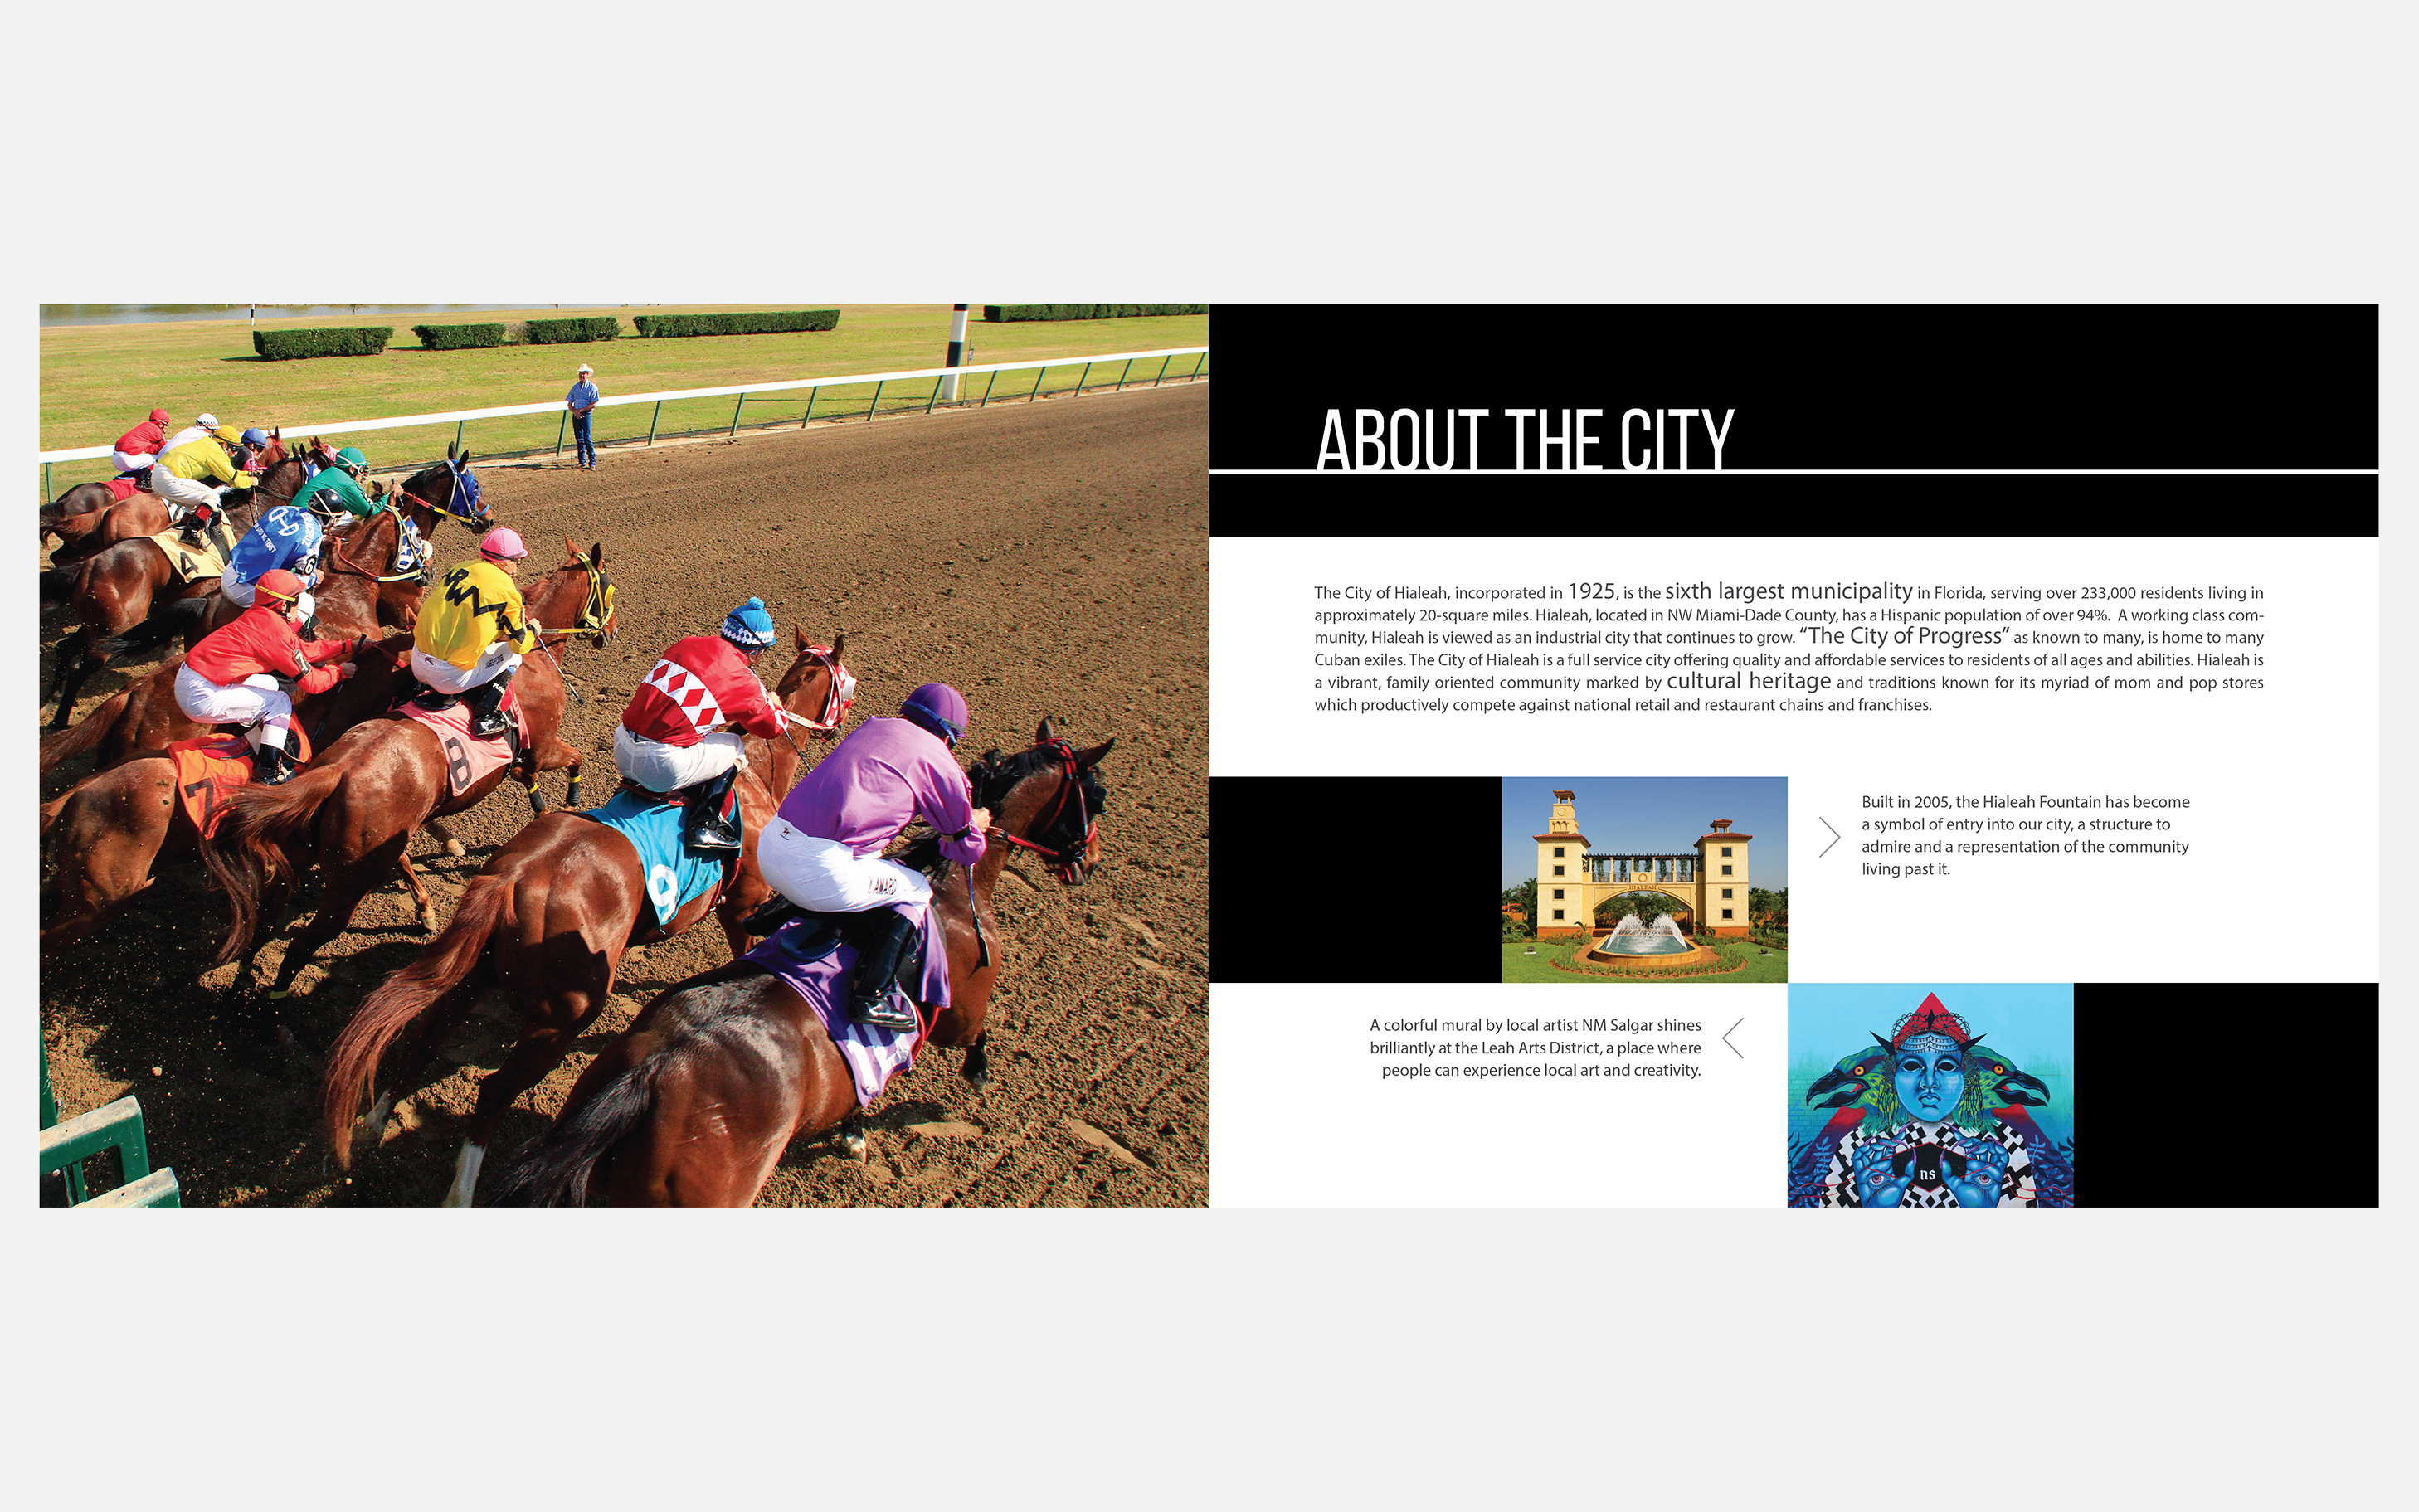 4
6
7
8
9
Y AWARD
ABOUT THE CITY
The City of Hialeah, incorporated in 1925, is the sixth largest municipality in Florida, serving over 233,000 residents living in
approximately 20-square miles. Hialeah, located in NW Miami-Dade County, has a Hispanic population of over 94%.  A working class com-
munity, Hialeah is viewed as an industrial city that continues to grow. “The City of Progress” as known to many, is home to many
Cuban exiles. The City of Hialeah is a full service city offering quality and affordable services to residents of all ages and abilities. Hialeah is
a vibrant, family oriented community marked by cultural heritage and traditions known for its myriad of mom and pop stores
which productively compete against national retail and restaurant chains and franchises.
HIALEAH
Built in 2005, the Hialeah Fountain has become
a symbol of entry into our city, a structure to
admire and a representation of the community
living past it.
A colorful mural by local artist NM Salgar shines
brilliantly at the Leah Arts District, a place where
people can experience local art and creativity.
ns